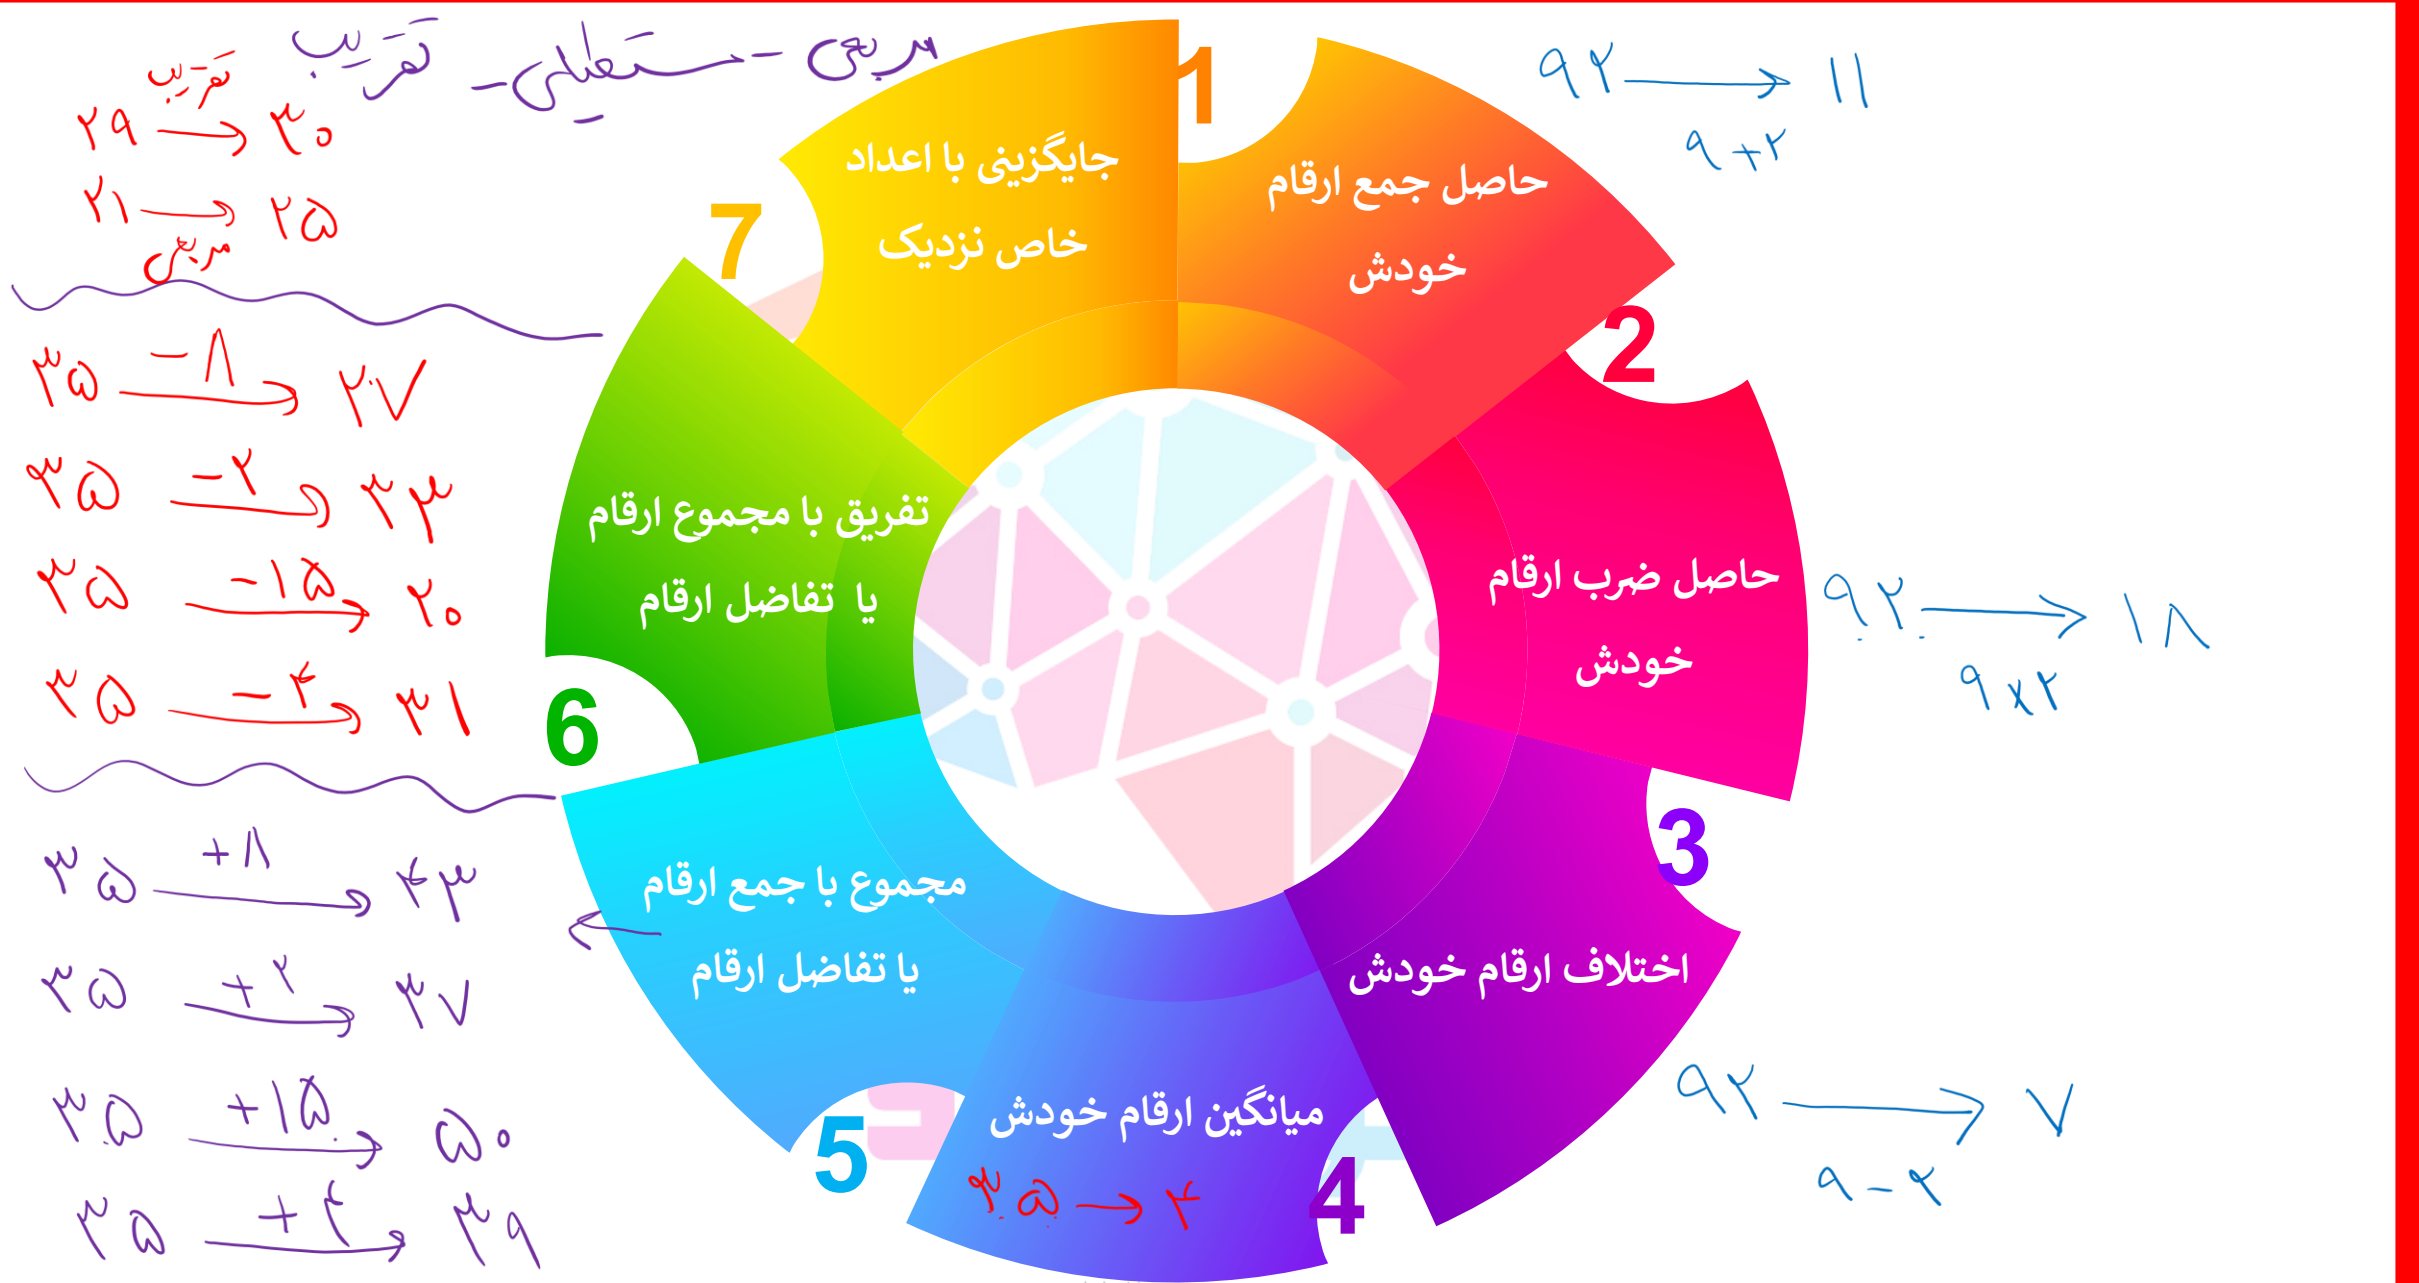 مربعی - مستطیلی - تقریب
تقریب
۲۹ → ۳۰
۲۱ → ۲۵
مربعی
۳۵ −۸ → ۲۷
۳۵ −۲ → ۳۳
۳۵ −۱۵ → ۲۰
۳۵ −۴ → ۳۱
۳۵ +۸ → ۴۳
۳۵ +۲ → ۳۷
۳۵ +۱۵ → ۵۰
۳۵ +۴ → ۳۹
1
حاصل جمع ارقام
خودش
۹۲ → ۱۱
۹+۲
2
حاصل ضرب ارقام
خودش
۹۲ → ۱۸
۹×۲
3
اختلاف ارقام خودش
۹۲ → ۷
۹−۲
4
میانگین ارقام خودش
۳۵ → ۴
5
مجموع با جمع ارقام
یا تفاضل ارقام
6
تفریق با مجموع ارقام
یا تفاضل ارقام
7
جایگزینی با اعداد
خاص نزدیک